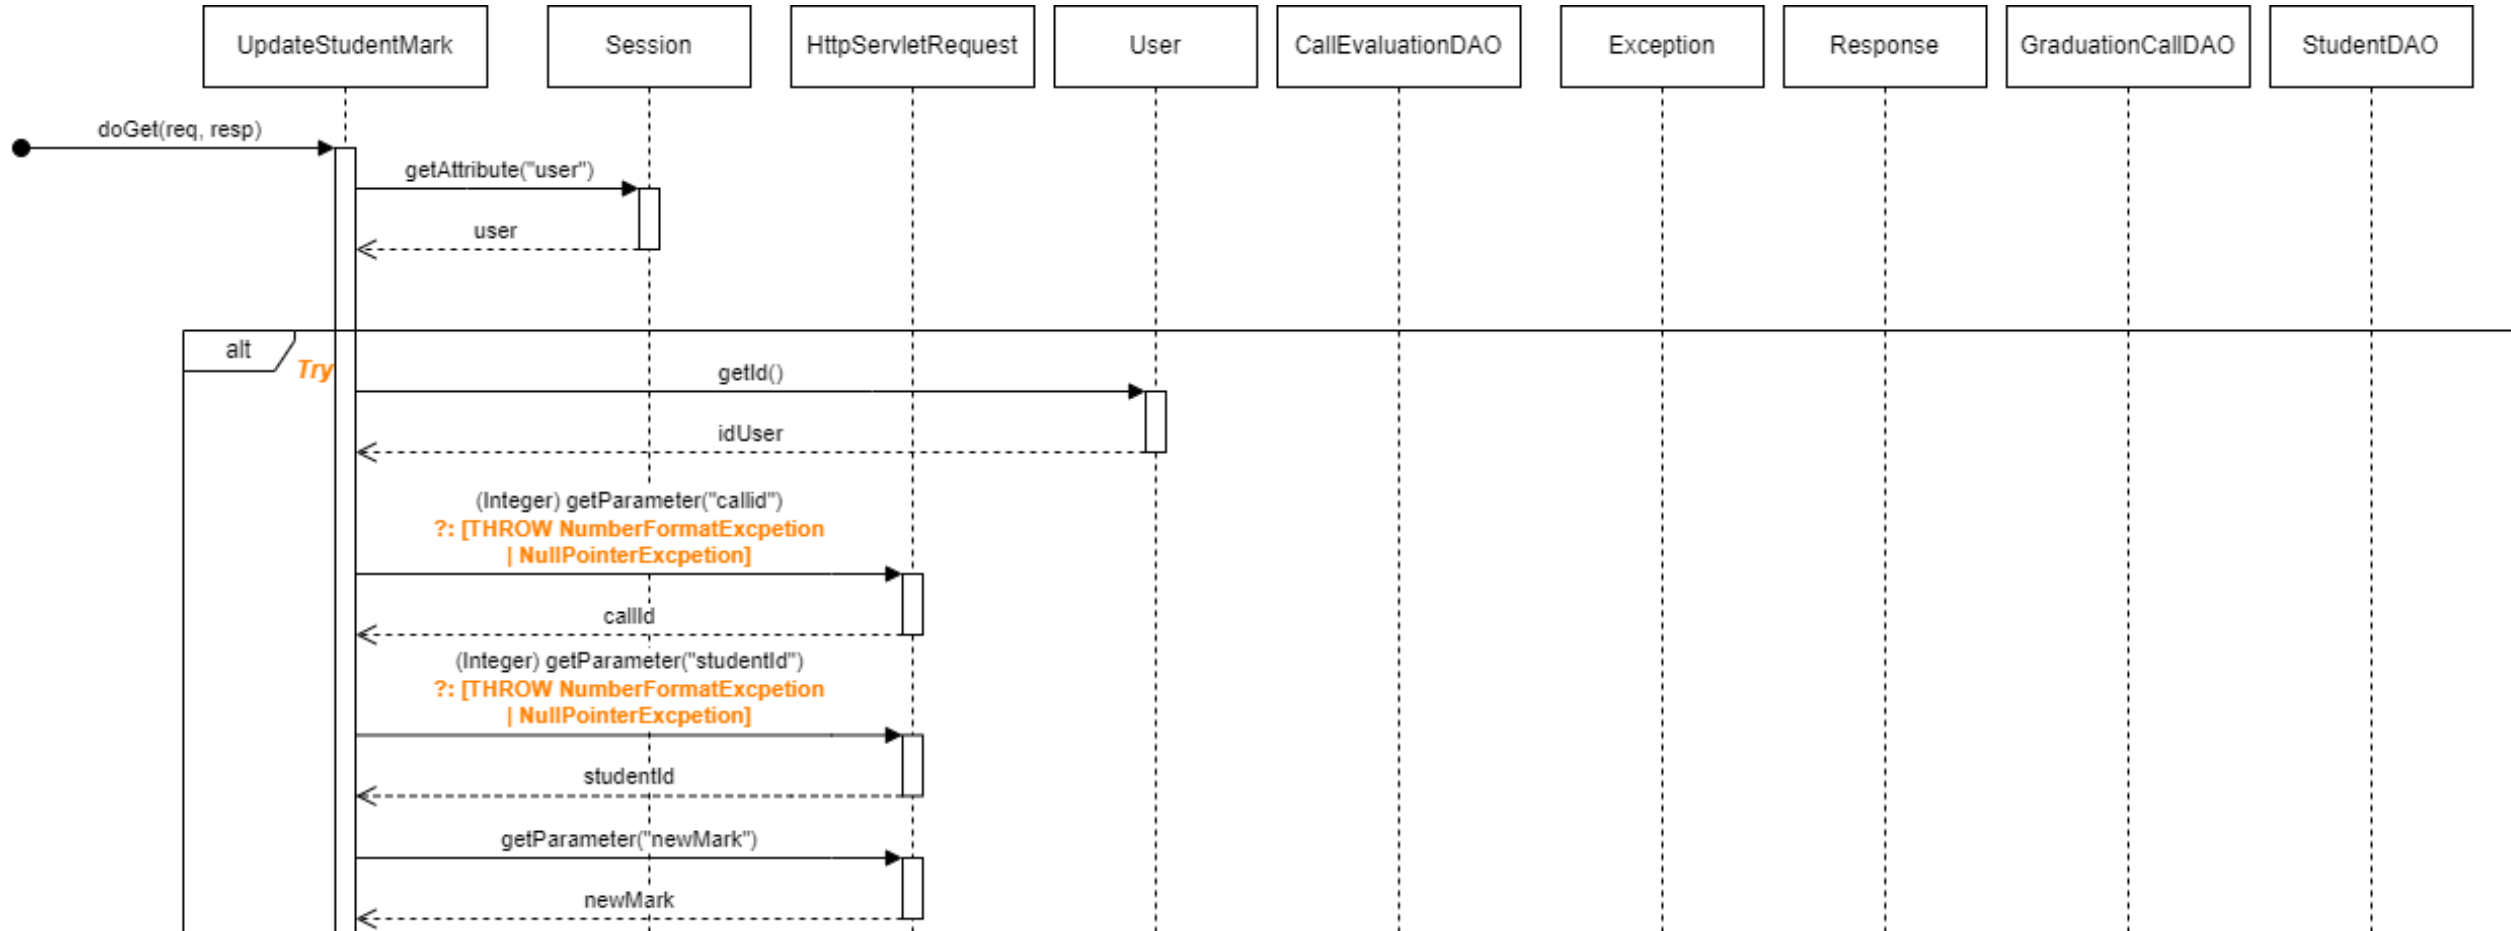 UpdateStudentMark
Session
HttpServletRequest
User
CallEvaluationDAO
Exception
Response
GraduationCallDAO
StudentDAO
doGet(req, resp)
getAttribute("user")
user
alt
Try
getId()
idUser
(Integer) getParameter("callid")
?: [THROW NumberFormatExcpetion
| NullPointerExcpetion]
callId
(Integer) getParameter("studentId")
?: [THROW NumberFormatExcpetion
| NullPointerExcpetion]
studentId
getParameter("newMark")
newMark